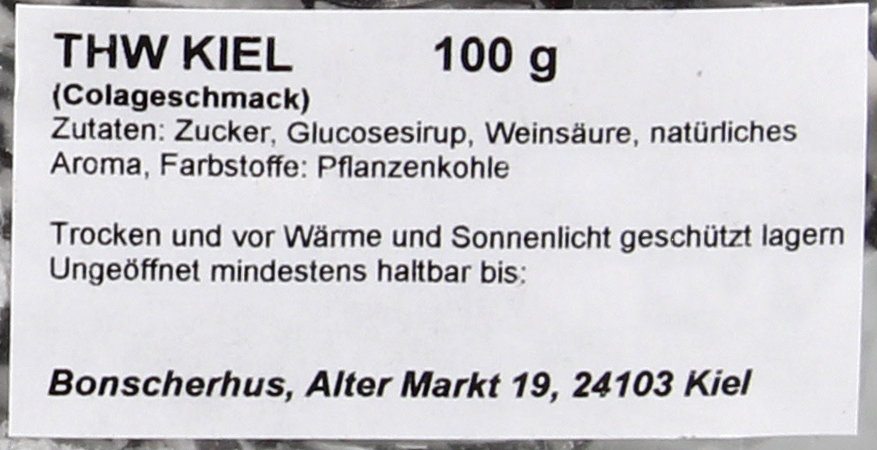 THW KIEL 100 g
(Colageschmack)
Zutaten: Zucker, Glucosesirup, Weinsäure, natürliches
Aroma, Farbstoffe: Pflanzenkohle
Trocken und vor Wärme und Sonnenlicht geschützt lagern
Ungeöffnet mindestens haltbar bis:
Bonscherhus, Alter Markt 19, 24103 Kiel